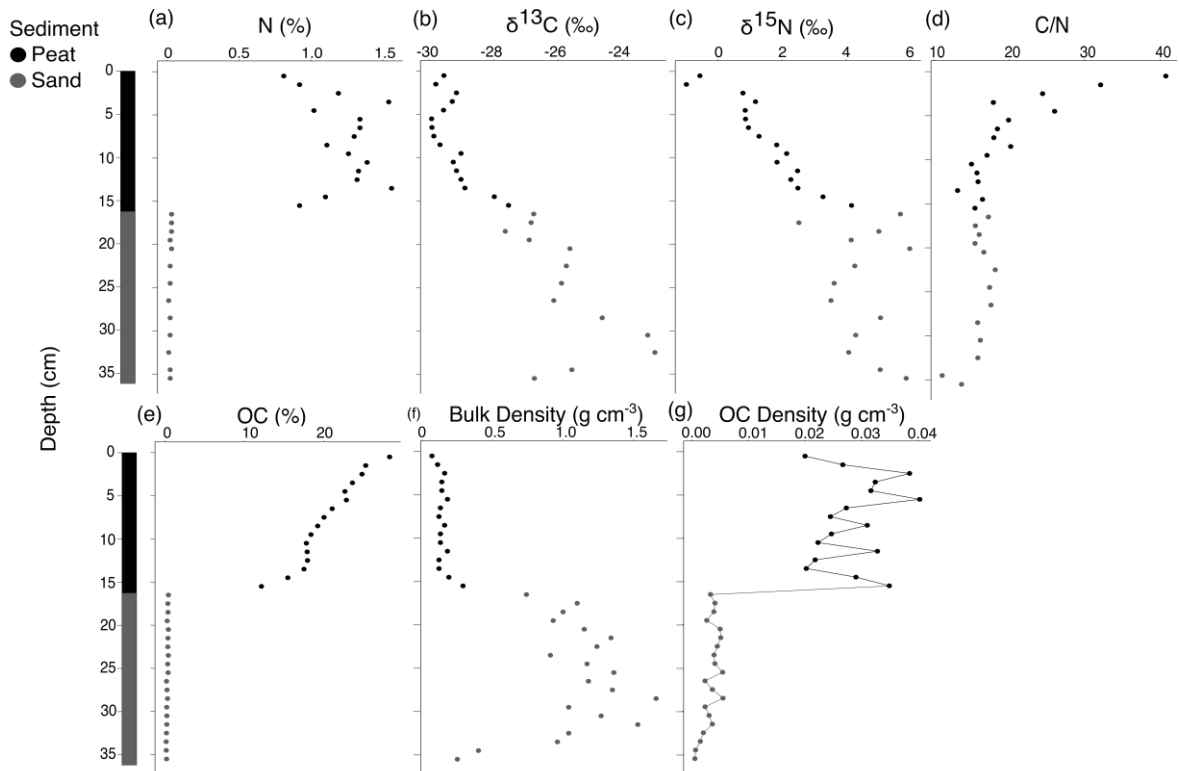 Sediment
Peat
Sand
(a) N (%)
0 0.5 1.0 1.5
(b) δ¹³C (‰)
-30 -28 -26 -24
(c) δ¹⁵N (‰)
0 2 4 6
(d) C/N
10 20 30 40
0
5
10
15
20
25
30
35
Depth (cm)
(e) OC (%)
0 10 20
(f) Bulk Density (g cm⁻³)
0 0.5 1.0 1.5
(g) OC Density (g cm⁻³)
0.00 0.01 0.02 0.03 0.04
0
5
10
15
20
25
30
35